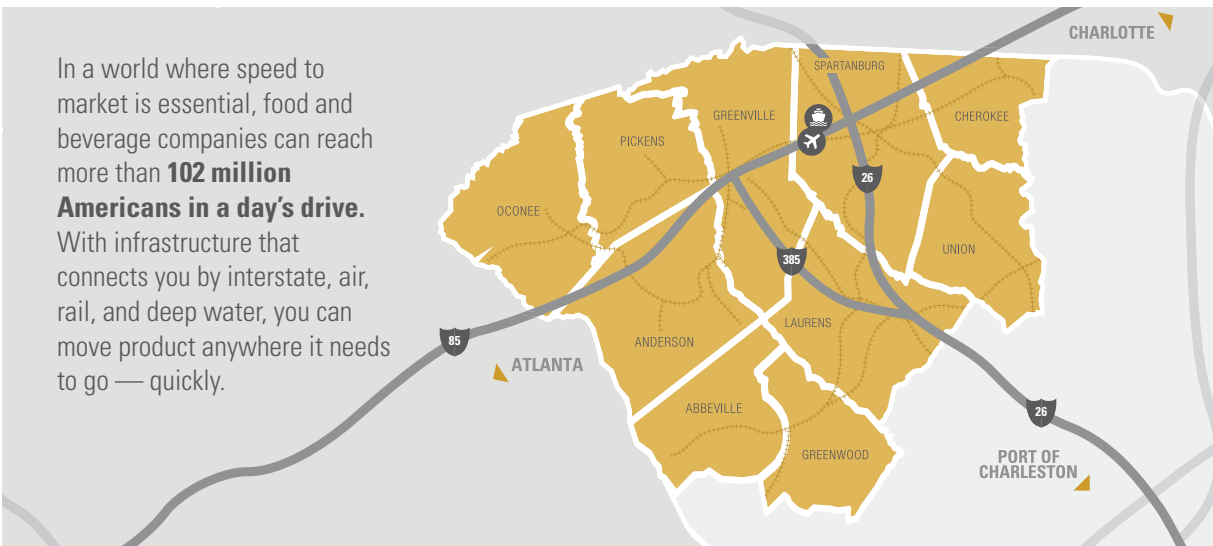 In a world where speed to
market is essential, food and
beverage companies can reach
more than 102 million
Americans in a day's drive.
With infrastructure that
connects you by interstate, air,
rail, and deep water, you can
move product anywhere it needs
to go — quickly.
CHARLOTTE
SPARTANBURG
GREENVILLE
CHEROKEE
PICKENS
26
OCONEE
UNION
385
LAURENS
85
ANDERSON
ATLANTA
ABBEVILLE
26
GREENWOOD
PORT OF
CHARLESTON